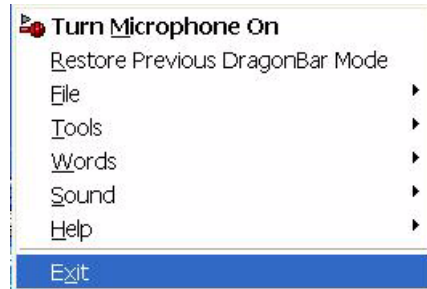 Turn Microphone On
Restore Previous DragonBar Mode
File
Tools
Words
Sound
Help
Exit